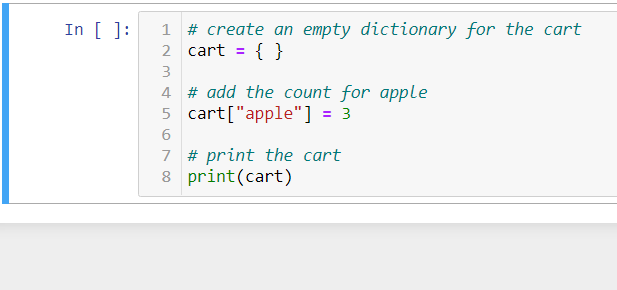 In [ ]:
1 # create an empty dictionary for the cart
2 cart = { }
3
4 # add the count for apple
5 cart["apple"] = 3
6
7 # print the cart
8 print(cart)